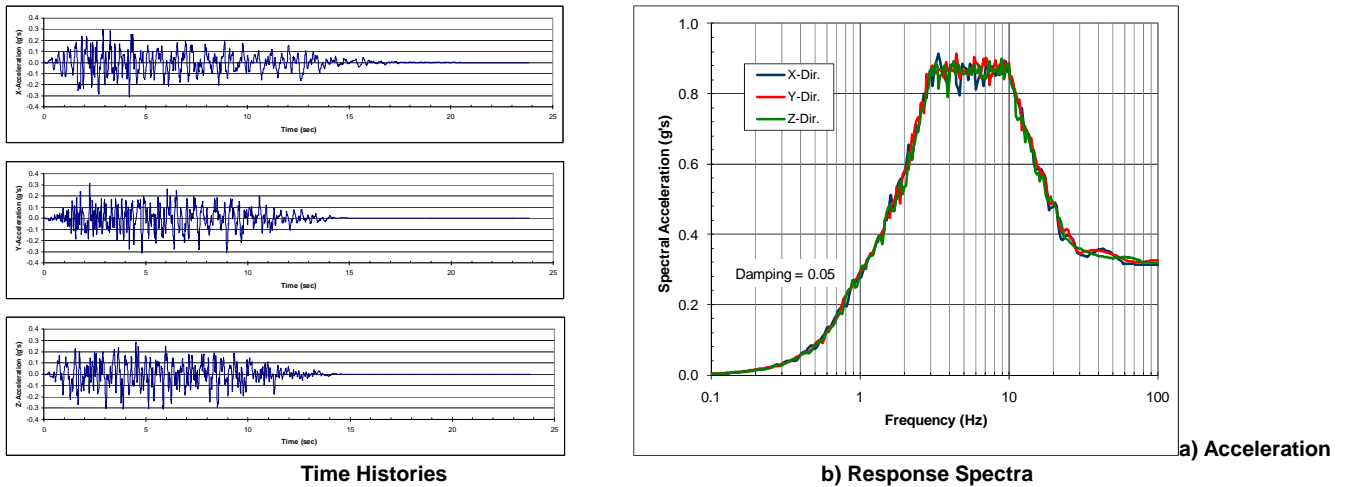 X-Acceleration (g's)
0.4
0.3
0.2
0.1
0.0
-0.1
-0.2
-0.3
-0.4
0 5 10 15 20 25
Time (sec)
Y-Acceleration (g's)
0.4
0.3
0.2
0.1
0.0
-0.1
-0.2
-0.3
-0.4
0 5 10 15 20 25
Time (sec)
Z-Acceleration (g's)
0.4
0.3
0.2
0.1
0.0
-0.1
-0.2
-0.3
-0.4
0 5 10 15 20 25
Time (sec)
Spectral Acceleration (g's)
1.0
0.8
0.6
0.4
0.2
0.0
X-Dir.
Y-Dir.
Z-Dir.
Damping = 0.05
0.1 1 10 100
Frequency (Hz)
a) Acceleration
Time Histories b) Response Spectra